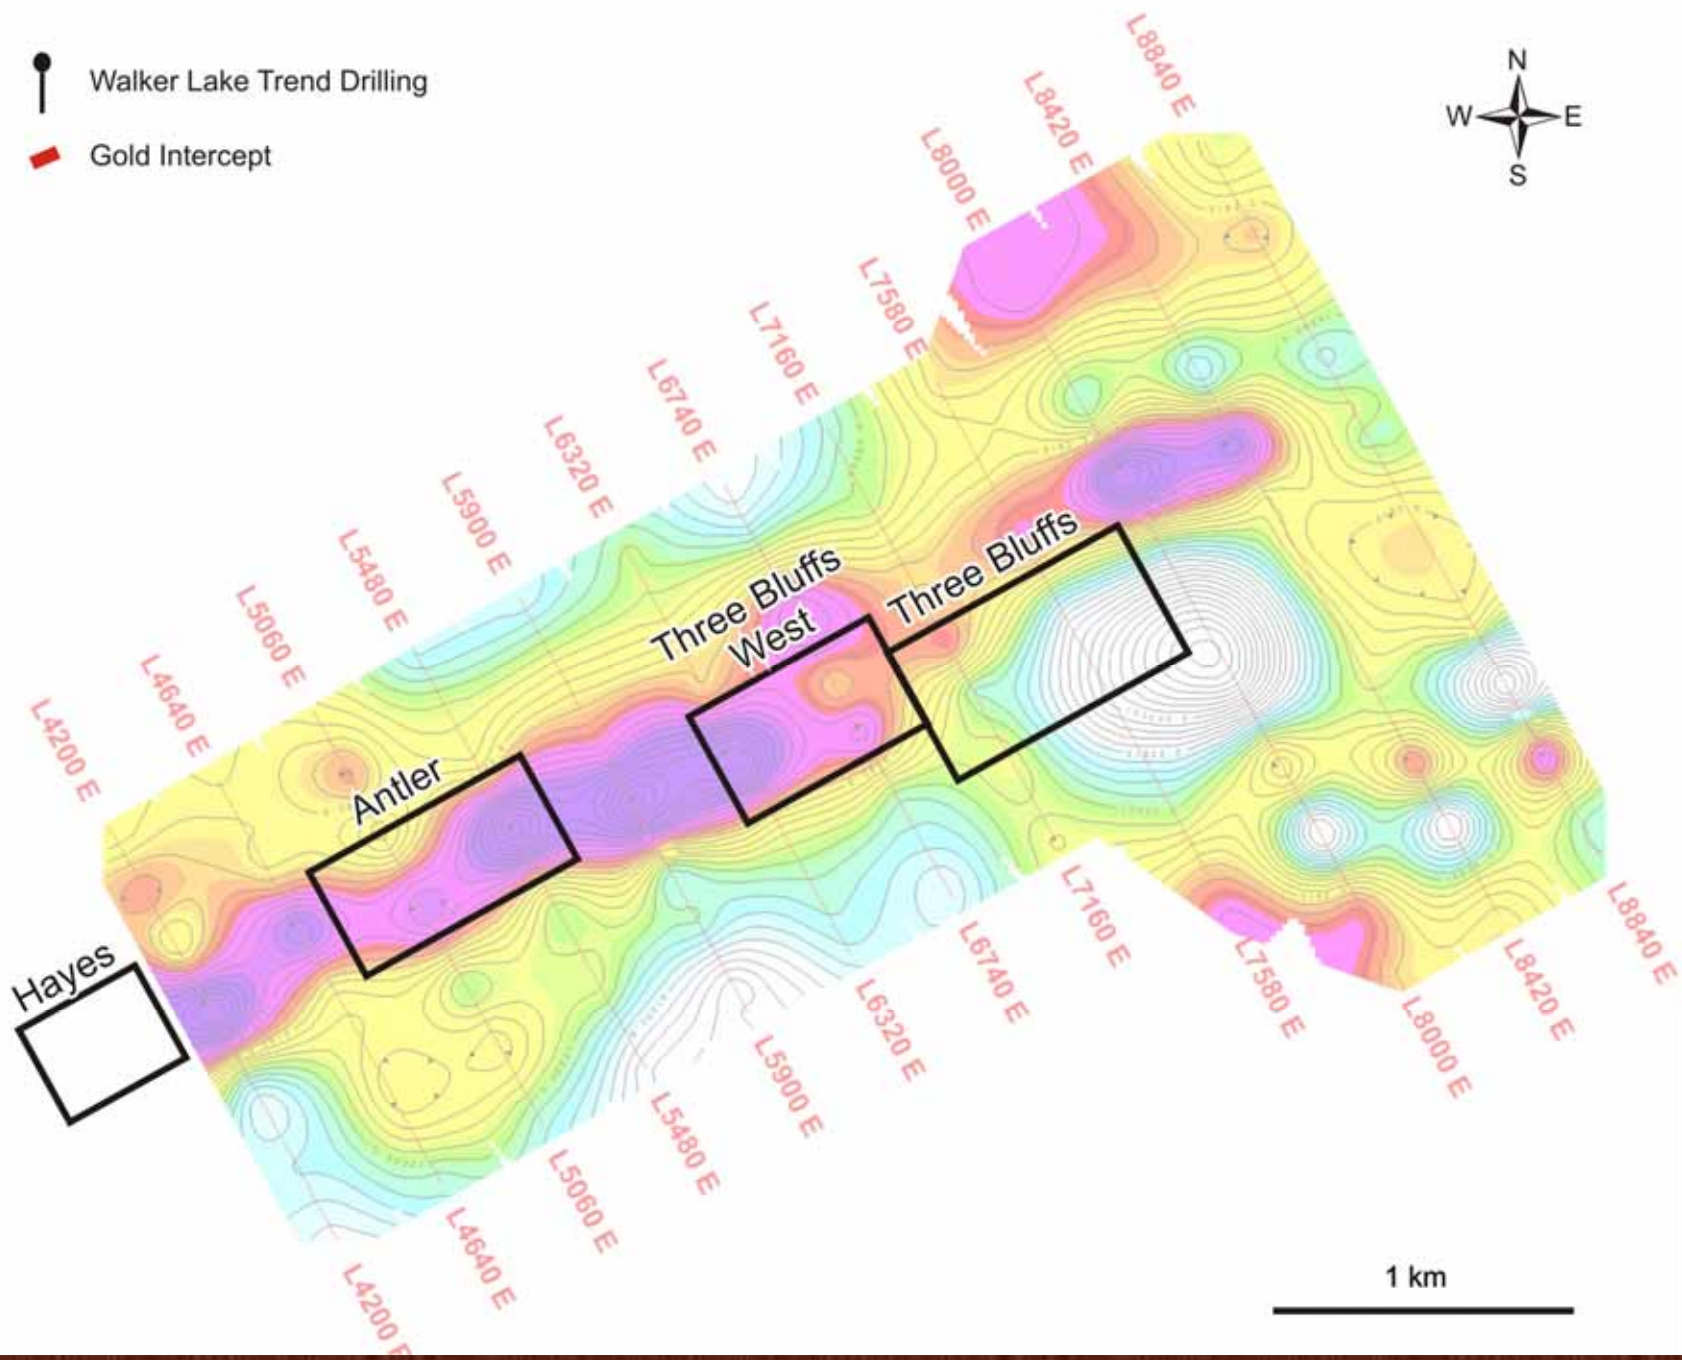 Walker Lake Trend Drilling
Gold Intercept
N
W E
S
L8840 E
L8420 E
L8000 E
L7580 E
L7160 E
L6740 E
L6320 E
L5900 E
L5480 E
L5060 E
L4640 E
L4200 E
Three Bluffs
Three Bluffs
West
Antler
Hayes
L8840 E
L8420 E
L8000 E
L7580 E
L7160 E
L6740 E
L6320 E
L5900 E
L5480 E
L5060 E
L4640 E
L4200 E
1 km